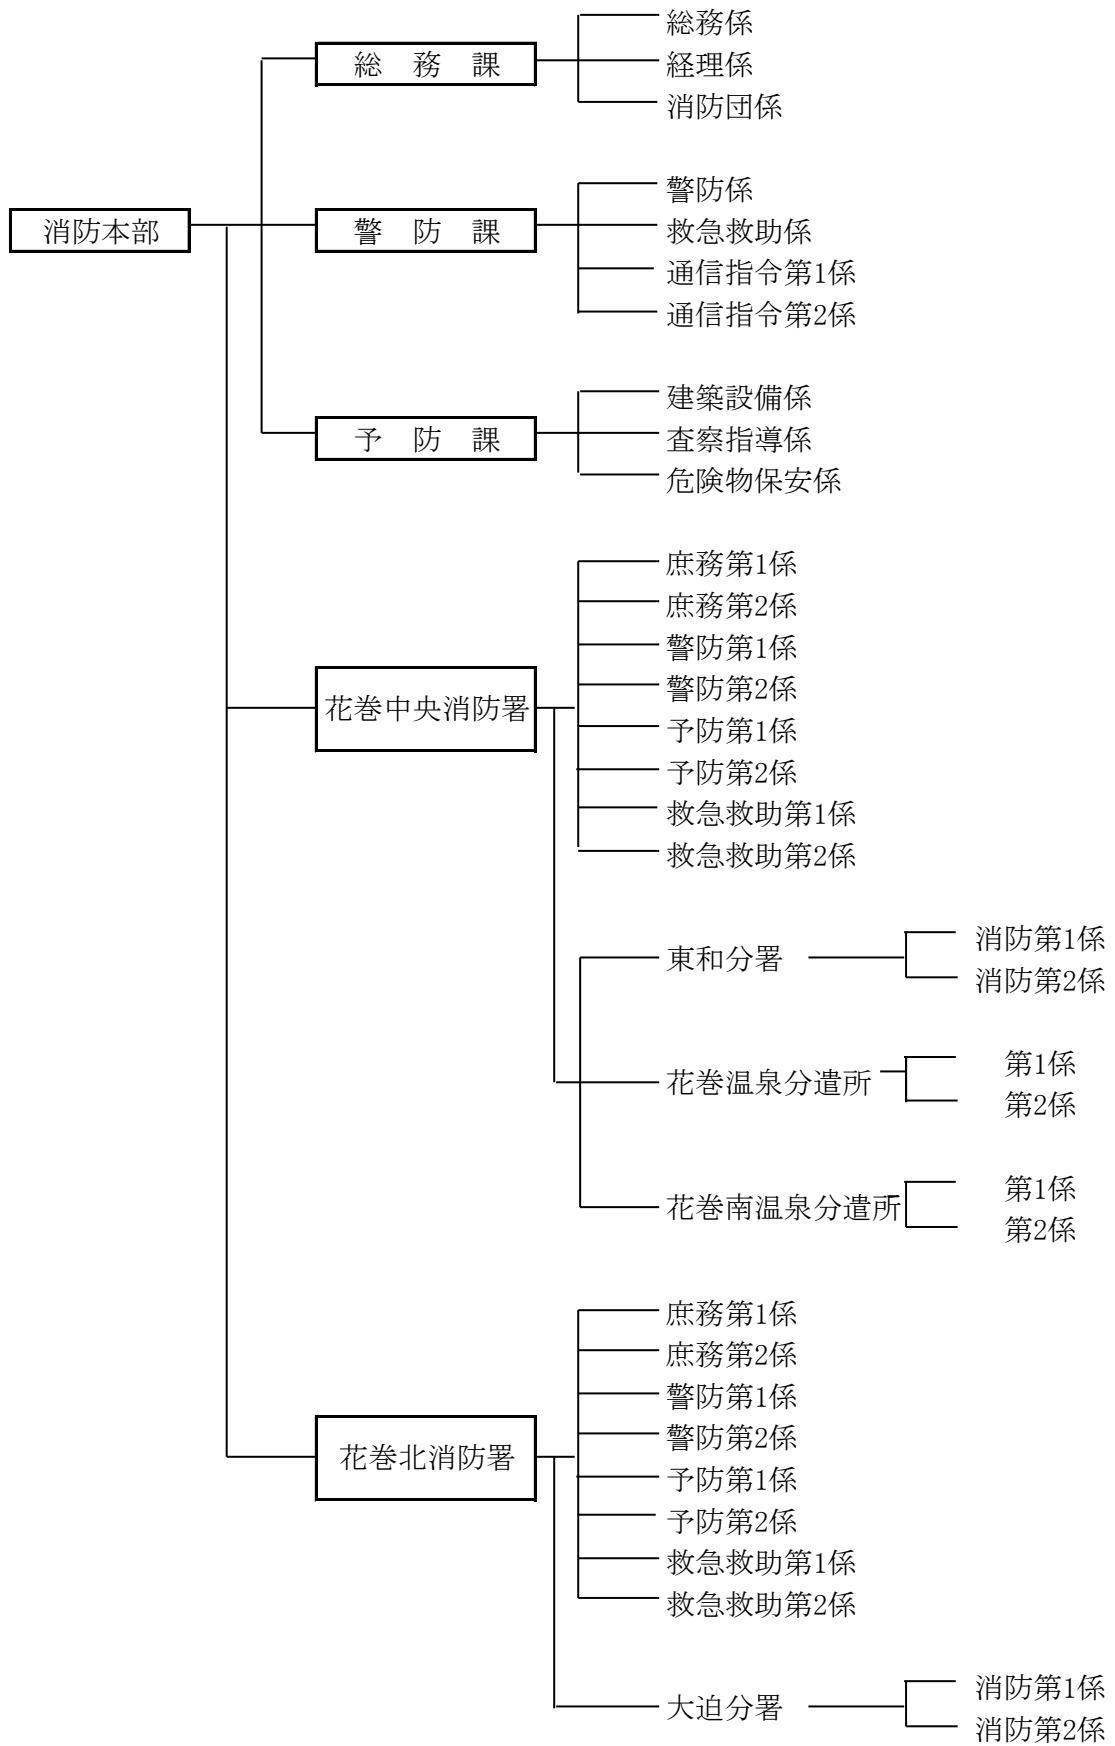 総務係
総　務　課
経理係
消防団係
警防係
消防本部
警　防　課
救急救助係
通信指令第1係
通信指令第2係
建築設備係
予　防　課
査察指導係
危険物保安係
庶務第1係
庶務第2係
警防第1係
警防第2係
花巻中央消防署
予防第1係
予防第2係
救急救助第1係
救急救助第2係
東和分署
消防第1係
消防第2係
花巻温泉分遣所
第1係
第2係
花巻南温泉分遣所
第1係
第2係
庶務第1係
庶務第2係
警防第1係
警防第2係
花巻北消防署
予防第1係
予防第2係
救急救助第1係
救急救助第2係
大迫分署
消防第1係
消防第2係